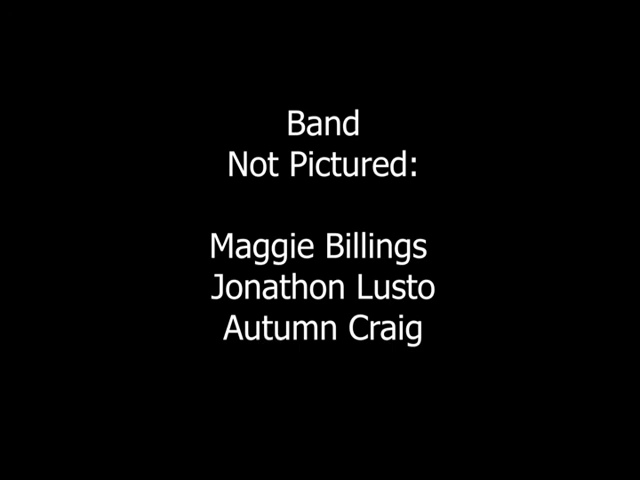 Band
Not Pictured:
Maggie Billings
Jonathon Lusto
Autumn Craig